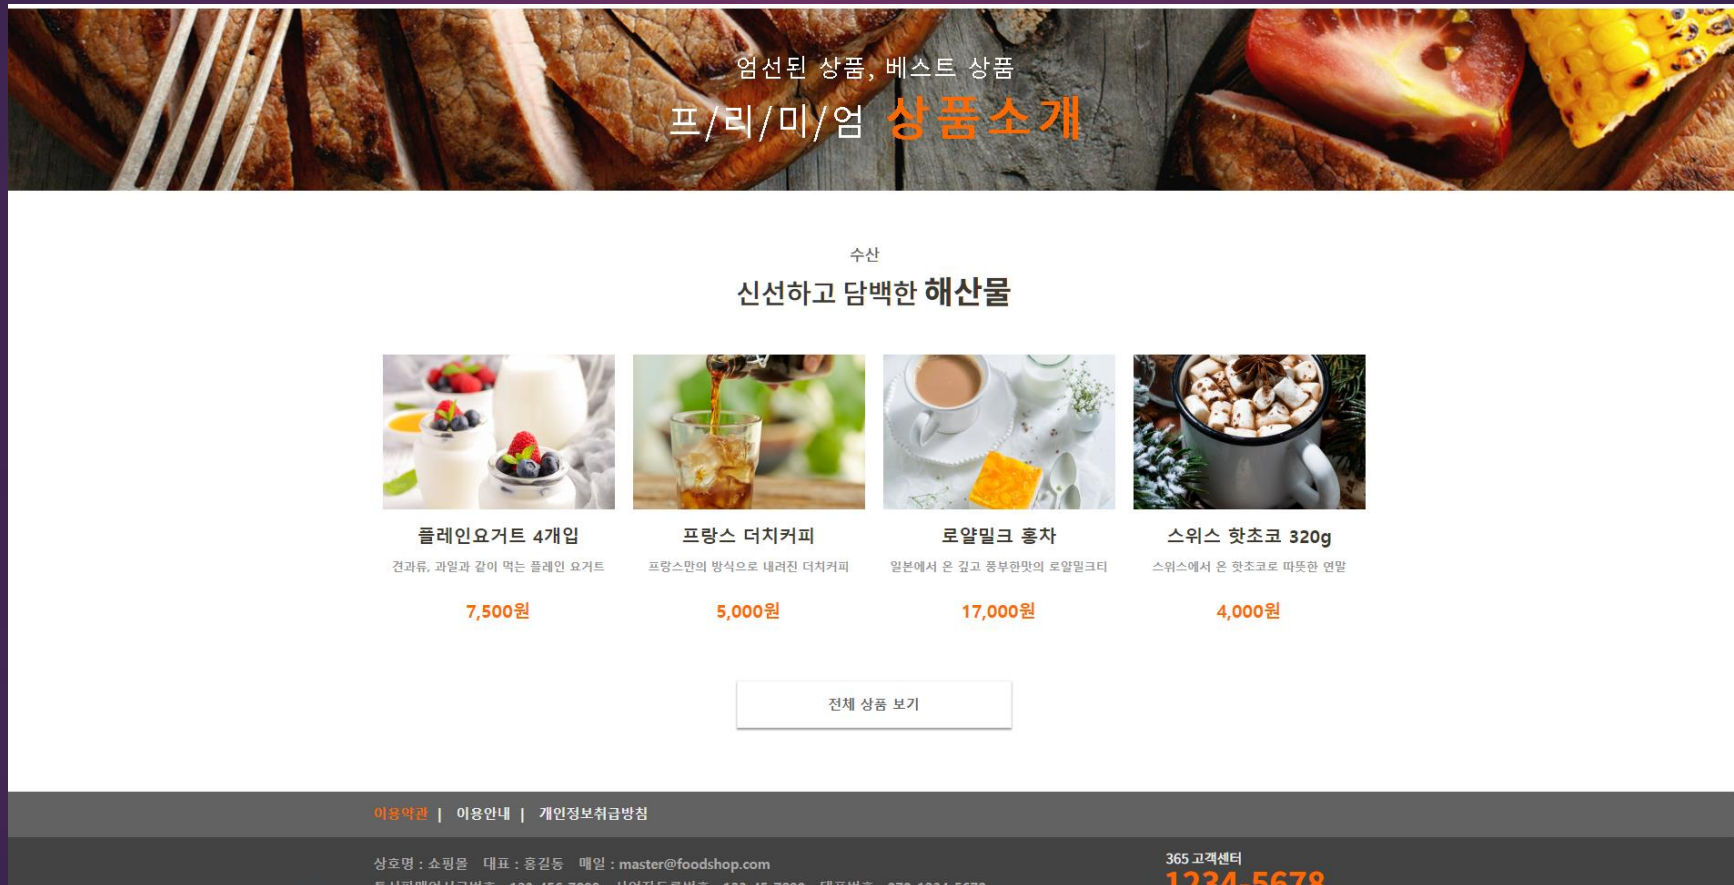 엄선된 상품, 베스트 상품
프/리/미/엄 상품소개
수산
신선하고 담백한 해산물
플레인요거트 4개입
견과류, 과일과 같이 먹는 플레인 요거트
7,500원
프랑스 더치커피
프랑스만의 방식으로 내려진 더치커피
5,000원
로얄밀크 홍차
일본에서 온 깊고 풍부한맛의 로얄밀크티
17,000원
스위스 핫초코 320g
스위스에서 온 핫초코로 따뜻한 연말
4,000원
전체 상품 보기
이용약관 | 이용안내 | 개인정보취급방침
상호명 : 쇼핑몰 대표 : 홍길동 메일 : master@foodshop.com
365 고객센터
1234-5678